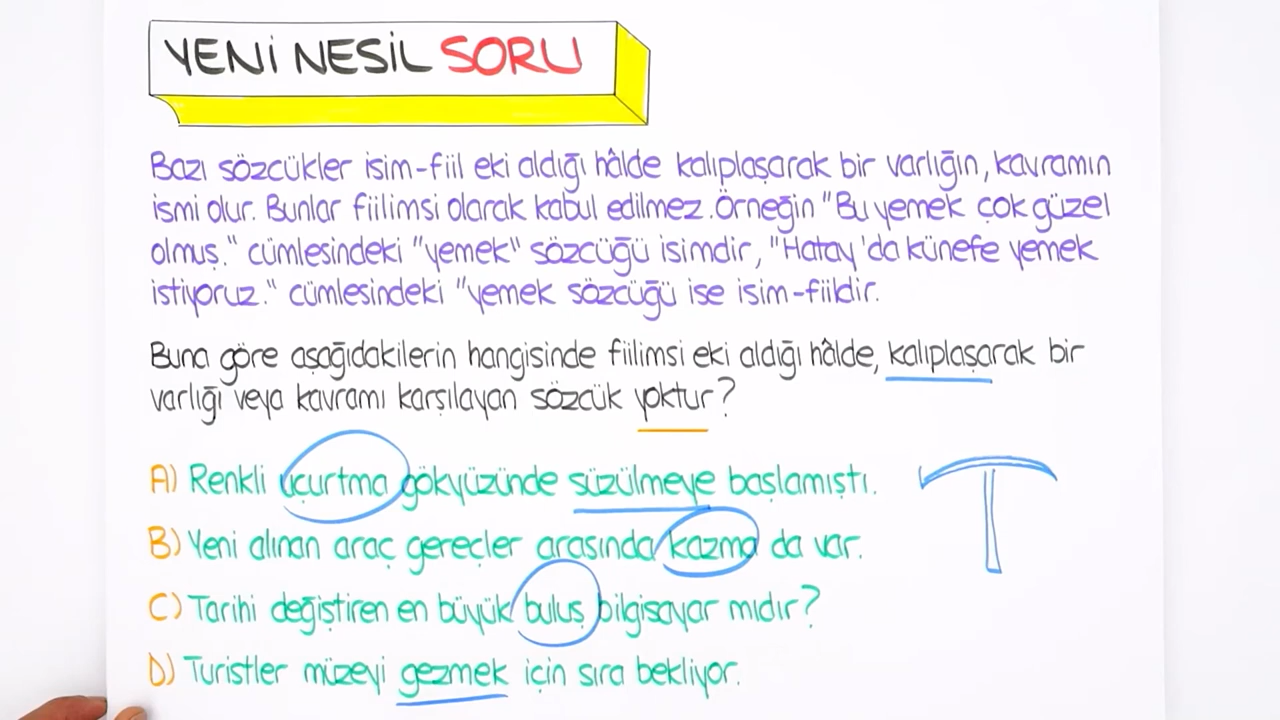 YENİ NESİL SORU
Bazı sözcükler isim-fiil eki aldığı hâlde kalıplaşarak bir varlığın, kavramın
ismi olur. Bunlar fiilimsi olarak kabul edilmez. Örneğin "Bu yemek çok güzel
olmuş." cümlesindeki "yemek" sözcüğü isimdir, "Hatay'da künefe yemek
istiyoruz." cümlesindeki "yemek sözcüğü ise isim-fiildir.
Buna göre aşağıdakilerin hangisinde fiilimsi eki aldığı hâlde, kalıplaşarak bir
varlığı veya kavramı karşılayan sözcük yoktur?
A) Renkli uçurtma gökyüzünde süzülmeye başlamıştı.
B) Yeni alınan araç gereçler arasında kazma da var.
C) Tarihi değiştiren en büyük buluş bilgisayar mıdır?
D) Turistler müzeyi gezmek için sıra bekliyor.